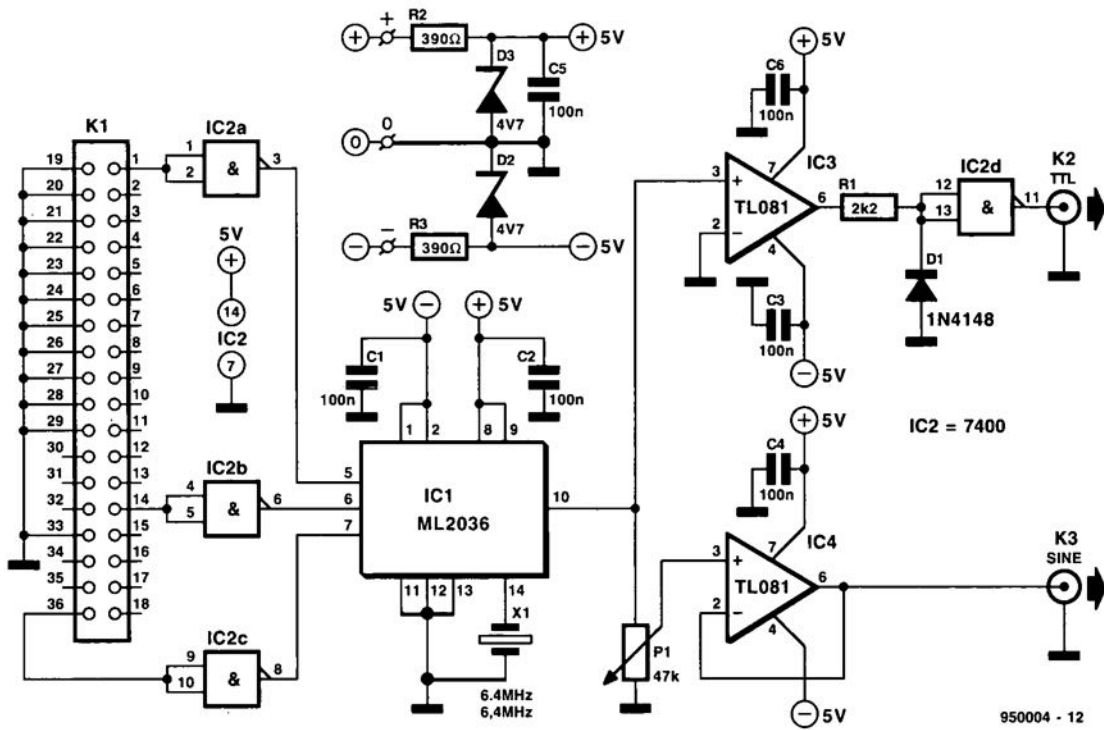 K1
19
20
21
22
23
24
25
26
27
28
29
30
31
32
33
34
35
36
1
2
3
4
5
6
7
8
9
10
11
12
13
14
15
16
17
18
5V
+
14
IC2
7
IC2a
1
2
&
3
IC2b
4
5
&
6
IC2c
9
10
&
8
+
+
R2
390Ω
+
5V
D3
4V7
C5
100n
0
0
D2
4V7
−
−
R3
390Ω
−
5V
5V
−
+
5V
C1
100n
C2
100n
1
2
8
9
5
6
7
IC1
ML2036
10
11
12
13
14
X1
6.4MHz
6,4MHz
P1
47k
+
5V
C6
100n
IC3
3
+
7
TL081
6
2
−
4
C3
100n
−
5V
R1
2k2
IC2d
12
13
&
11
D1
1N4148
K2
TTL
IC2 = 7400
+
5V
C4
100n
IC4
3
+
7
TL081
6
2
−
4
−
5V
K3
SINE
950004 - 12